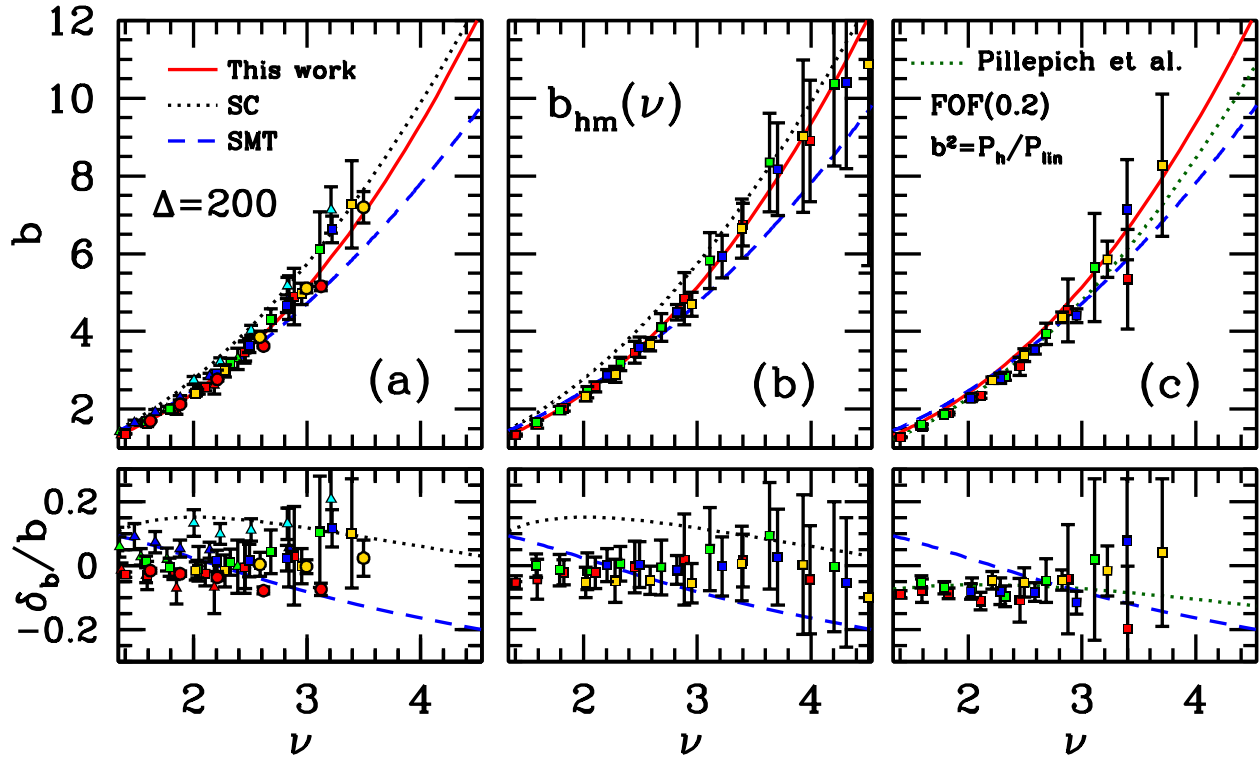 12
10
8
6
4
2
b
This work
SC
SMT
Δ=200
(a)
b_hm(ν)
(b)
Pillepich et al.
FOF(0.2)
b²=P_h/P_lin
(c)
0.2
0
−0.2
δ_b/b
2 3 4
2 3 4
2 3 4
ν
ν
ν